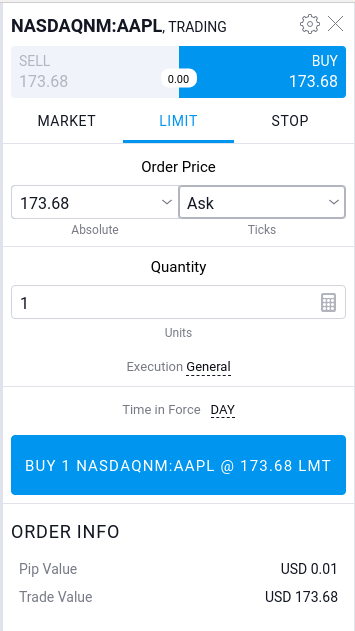 NASDAQNM:AAPL, TRADING
SELL BUY
173.68 0.00 173.68
MARKET LIMIT STOP
Order Price
173.68 Ask
Absolute Ticks
Quantity
1
Units
Execution General
Time in Force DAY
BUY 1 NASDAQNM:AAPL @ 173.68 LMT
ORDER INFO
Pip Value USD 0.01
Trade Value USD 173.68